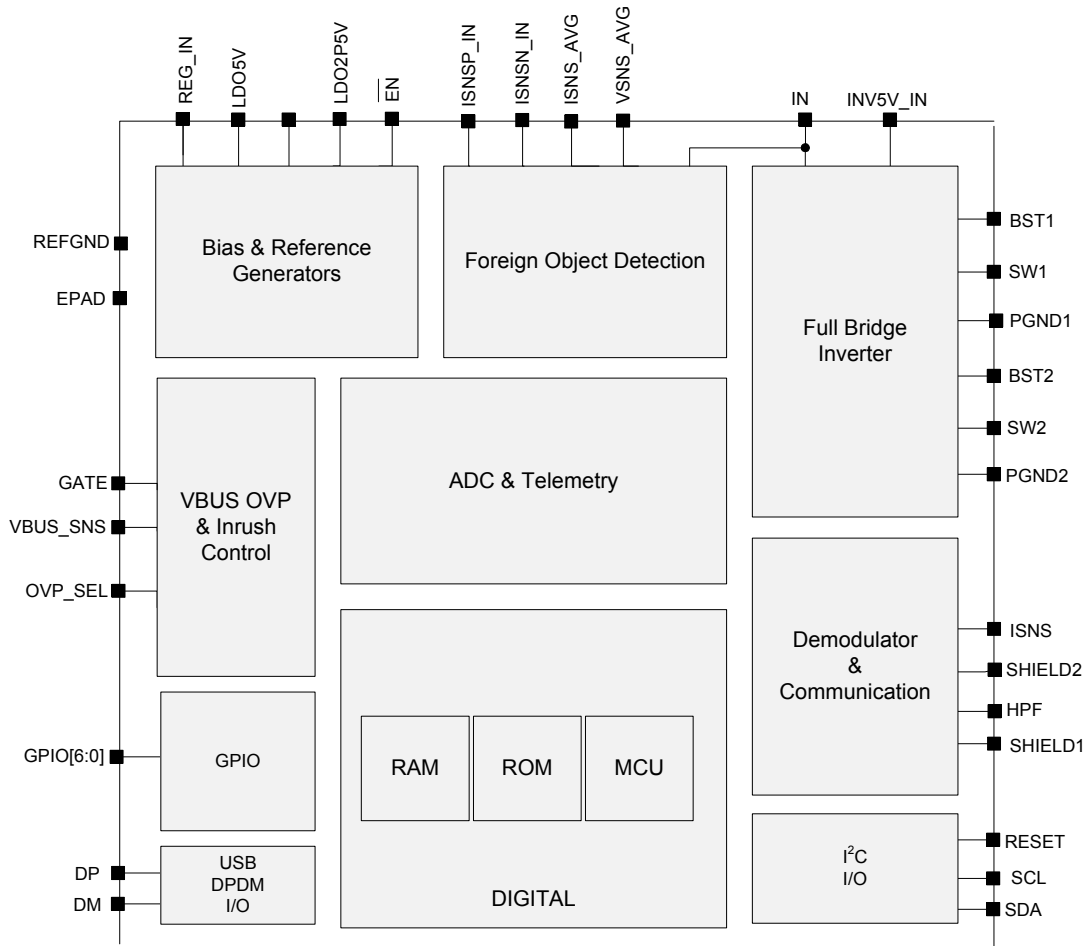 REG_IN
LDO5V
LDO2P5V
EN
ISNSP_IN
ISNSN_IN
ISNS_AVG
VSNS_AVG
IN
INV5V_IN
REFGND
EPAD
Bias & Reference
Generators
Foreign Object Detection
Full Bridge
Inverter
BST1
SW1
PGND1
BST2
SW2
PGND2
GATE
VBUS_SNS
OVP_SEL
VBUS OVP
& Inrush
Control
ADC & Telemetry
Demodulator
&
Communication
ISNS
SHIELD2
HPF
SHIELD1
GPIO[6:0]
GPIO
RAM
ROM
MCU
DIGITAL
DP
DM
USB
DPDM
I/O
I²C
I/O
RESET
SCL
SDA